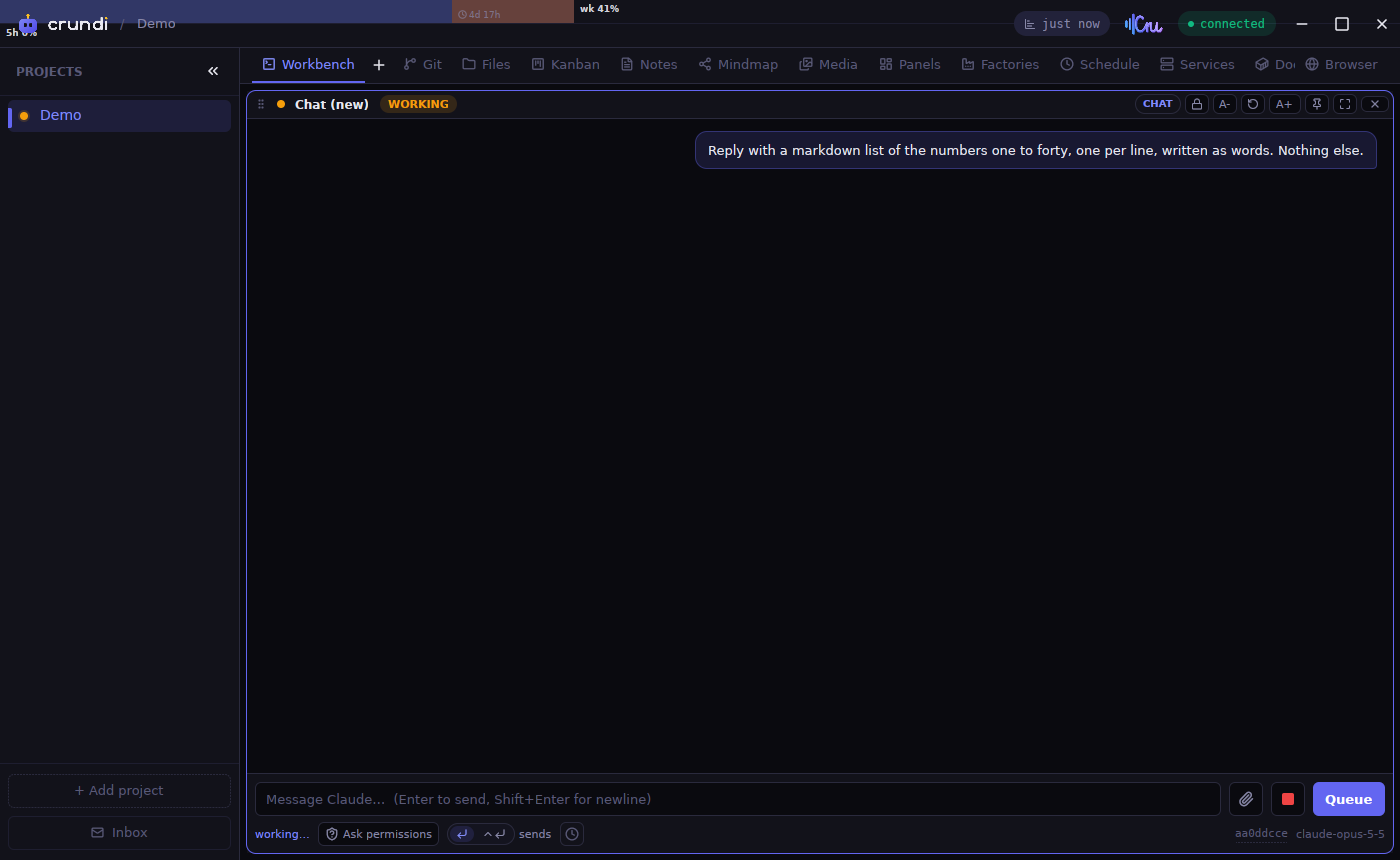 4d 17h
wk 41%
5h 0%
crundi / Demo
just now
Cru
connected
PROJECTS
Workbench
Git
Files
Kanban
Notes
Mindmap
Media
Panels
Factories
Schedule
Services
Doc
Browser
Demo
Chat (new)
WORKING
CHAT
A-
A+
Reply with a markdown list of the numbers one to forty, one per line, written as words. Nothing else.
+ Add project
Inbox
Message Claude... (Enter to send, Shift+Enter for newline)
Queue
working...
Ask permissions
sends
aa0ddcce
claude-opus-5-5